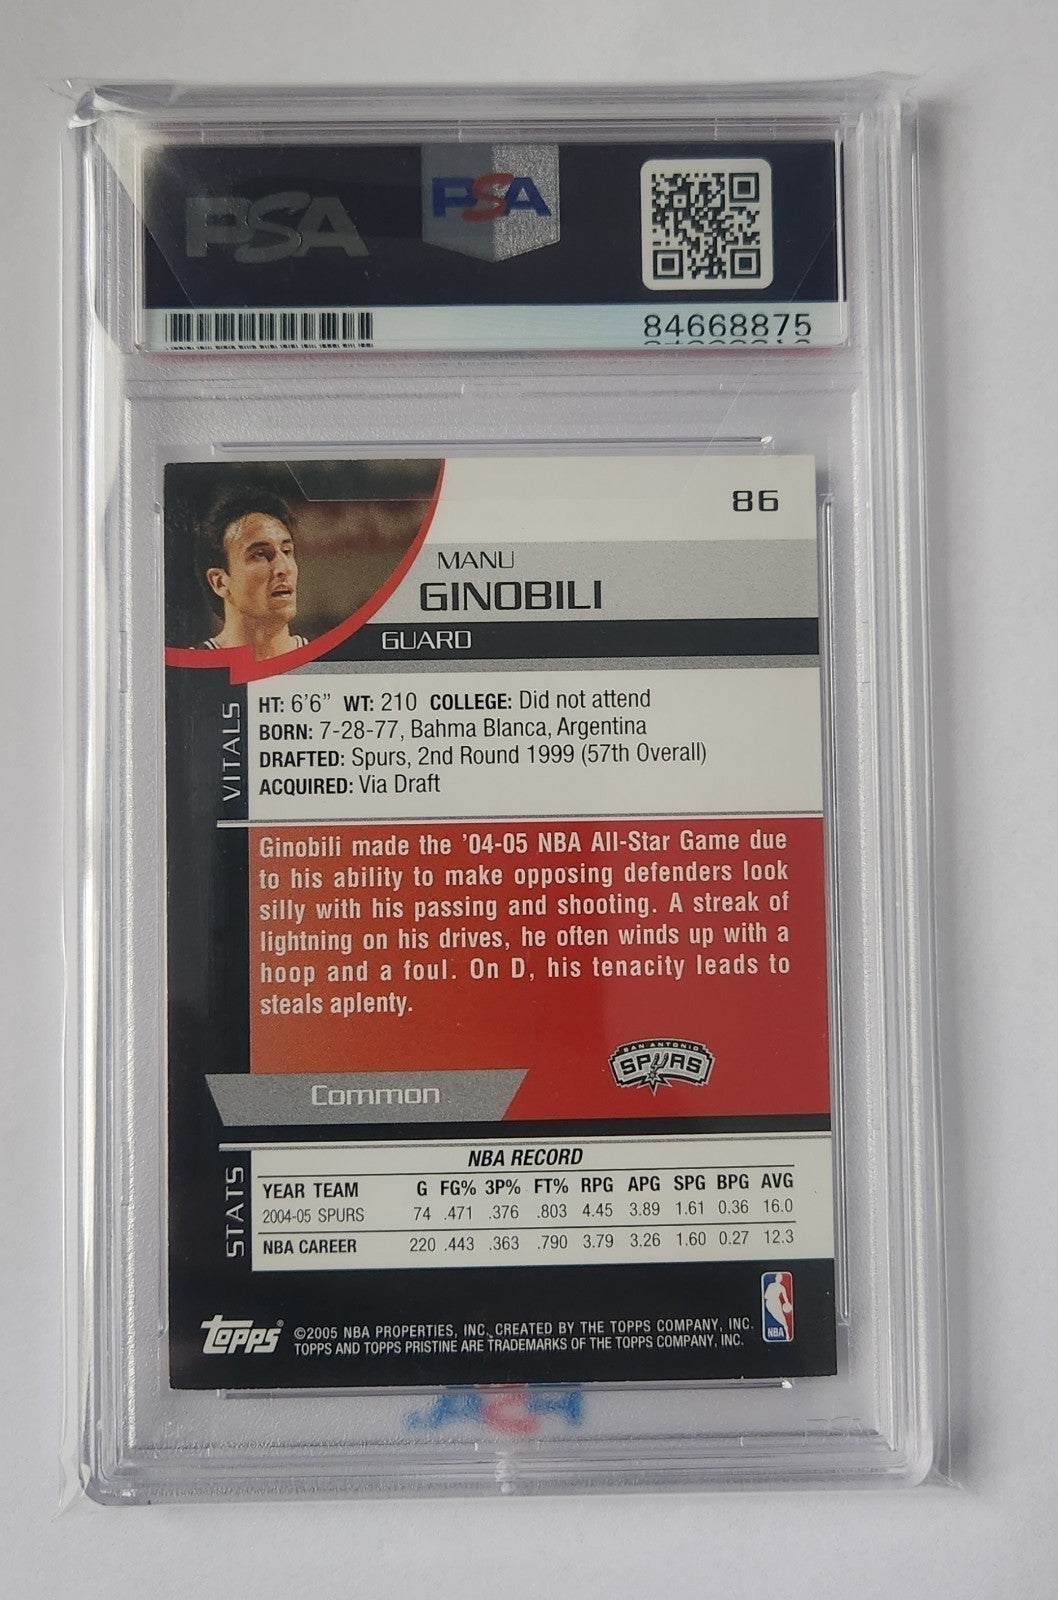 PSA
PSA
84668875
86
MANU
GINOBILI
GUARD
VITALS
HT: 6'6" WT: 210 COLLEGE: Did not attend
BORN: 7-28-77, Bahma Blanca, Argentina
DRAFTED: Spurs, 2nd Round 1999 (57th Overall)
ACQUIRED: Via Draft
Ginobili made the '04-05 NBA All-Star Game due
to his ability to make opposing defenders look
silly with his passing and shooting. A streak of
lightning on his drives, he often winds up with a
hoop and a foul. On D, his tenacity leads to
steals aplenty.
SAN ANTONIO
SPURS
Common
STATS
NBA RECORD
YEAR TEAM G FG% 3P% FT% RPG APG SPG BPG AVG
2004-05 SPURS 74 .471 .376 .803 4.45 3.89 1.61 0.36 16.0
NBA CAREER 220 .443 .363 .790 3.79 3.26 1.60 0.27 12.3
Topps® ©2005 NBA PROPERTIES, INC. CREATED BY THE TOPPS COMPANY, INC.
TOPPS AND TOPPS PRISTINE ARE TRADEMARKS OF THE TOPPS COMPANY, INC.
NBA